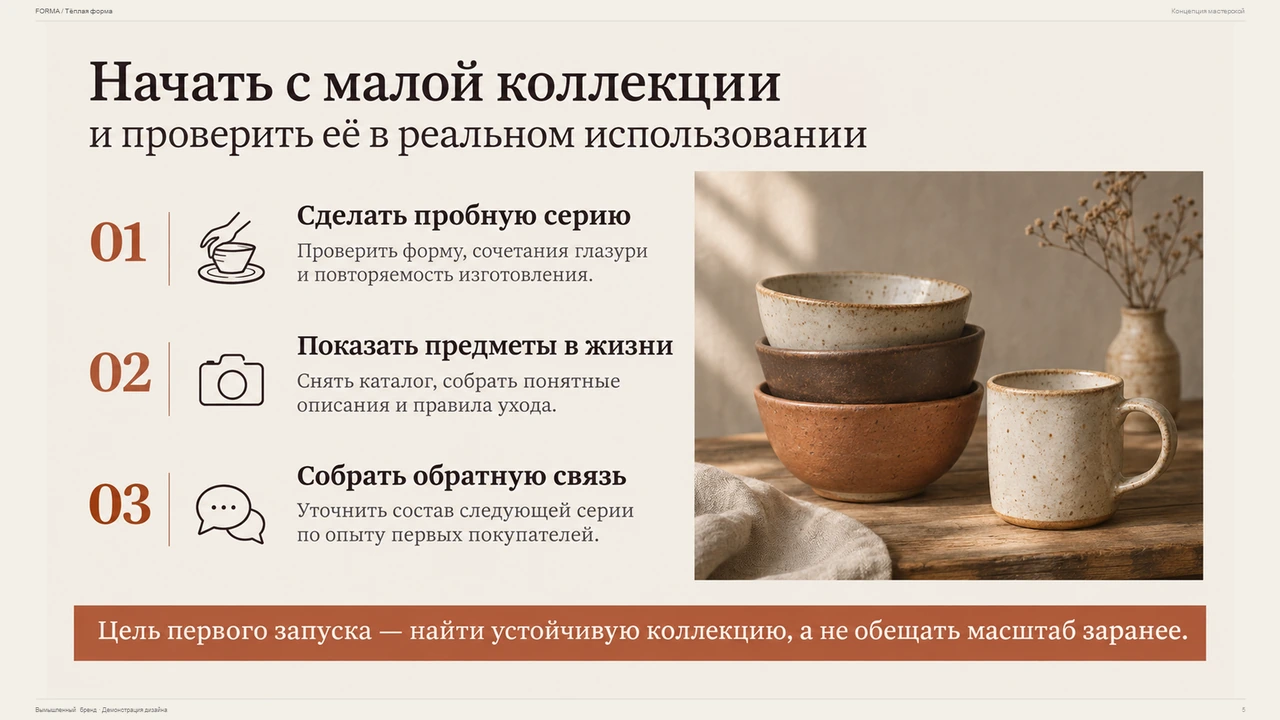 FORMA / Тёплая форма
Концепция мастерской
Начать с малой коллекции
и проверить её в реальном использовании
01
Сделать пробную серию
Проверить форму, сочетания глазури
и повторяемость изготовления.
02
Показать предметы в жизни
Снять каталог, собрать понятные
описания и правила ухода.
03
Собрать обратную связь
Уточнить состав следующей серии
по опыту первых покупателей.
Цель первого запуска — найти устойчивую коллекцию, а не обещать масштаб заранее.
Вымышленный бренд · Демонстрация дизайна
5